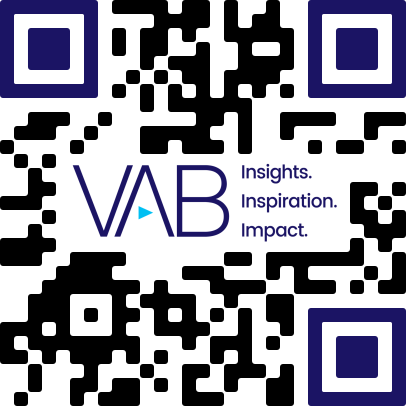 VAB
Insights.
Inspiration.
Impact.